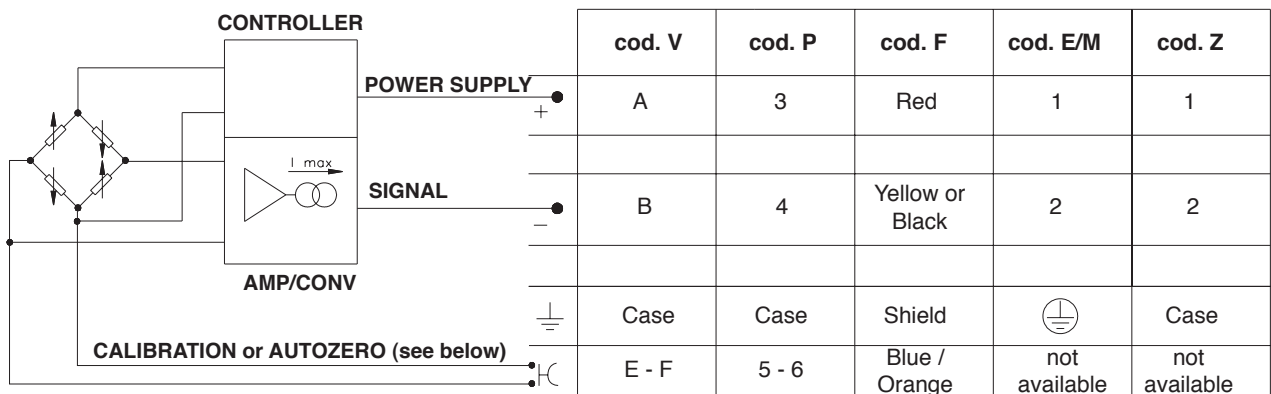 CONTROLLER
cod. V cod. P cod. F cod. E/M cod. Z
POWER SUPPLY
+ A 3 Red 1 1
I max
SIGNAL
− B 4 Yellow or
Black 2 2
AMP/CONV
Case Case Shield Case
CALIBRATION or AUTOZERO (see below)
E - F 5 - 6 Blue /
Orange not
available not
available